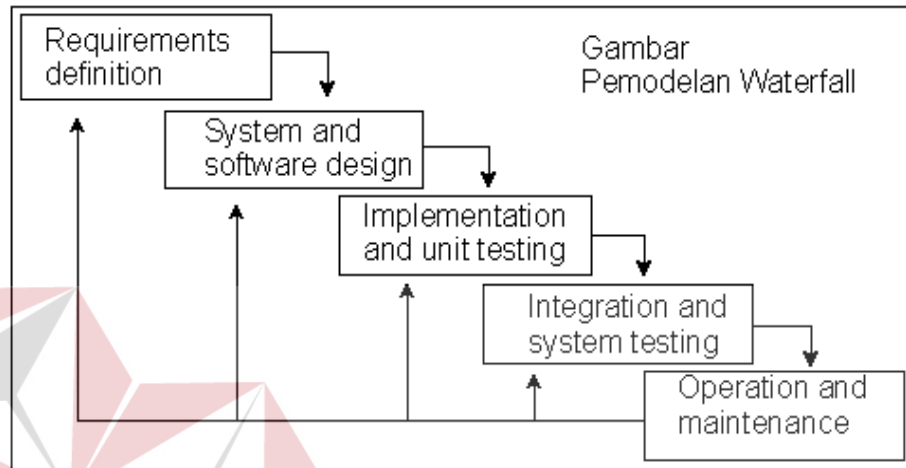 Requirements
definition
Gambar
Pemodelan Waterfall
System and
software design
Implementation
and unit testing
Integration and
system testing
Operation and
maintenance